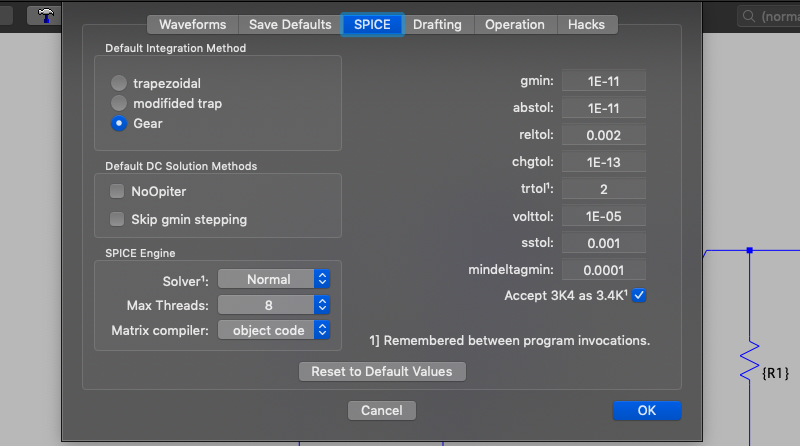 (norma
Waveforms Save Defaults SPICE Drafting Operation Hacks
Default Integration Method
trapezoidal
modifided trap
Gear
Default DC Solution Methods
NoOpiter
Skip gmin stepping
SPICE Engine
Solver¹: Normal
Max Threads: 8
Matrix compiler: object code
gmin: 1E-11
abstol: 1E-11
reltol: 0.002
chgtol: 1E-13
trtol¹: 2
volttol: 1E-05
sstol: 0.001
mindeltagmin: 0.0001
Accept 3K4 as 3.4K¹
1] Remembered between program invocations.
Reset to Default Values
Cancel OK
{R1}